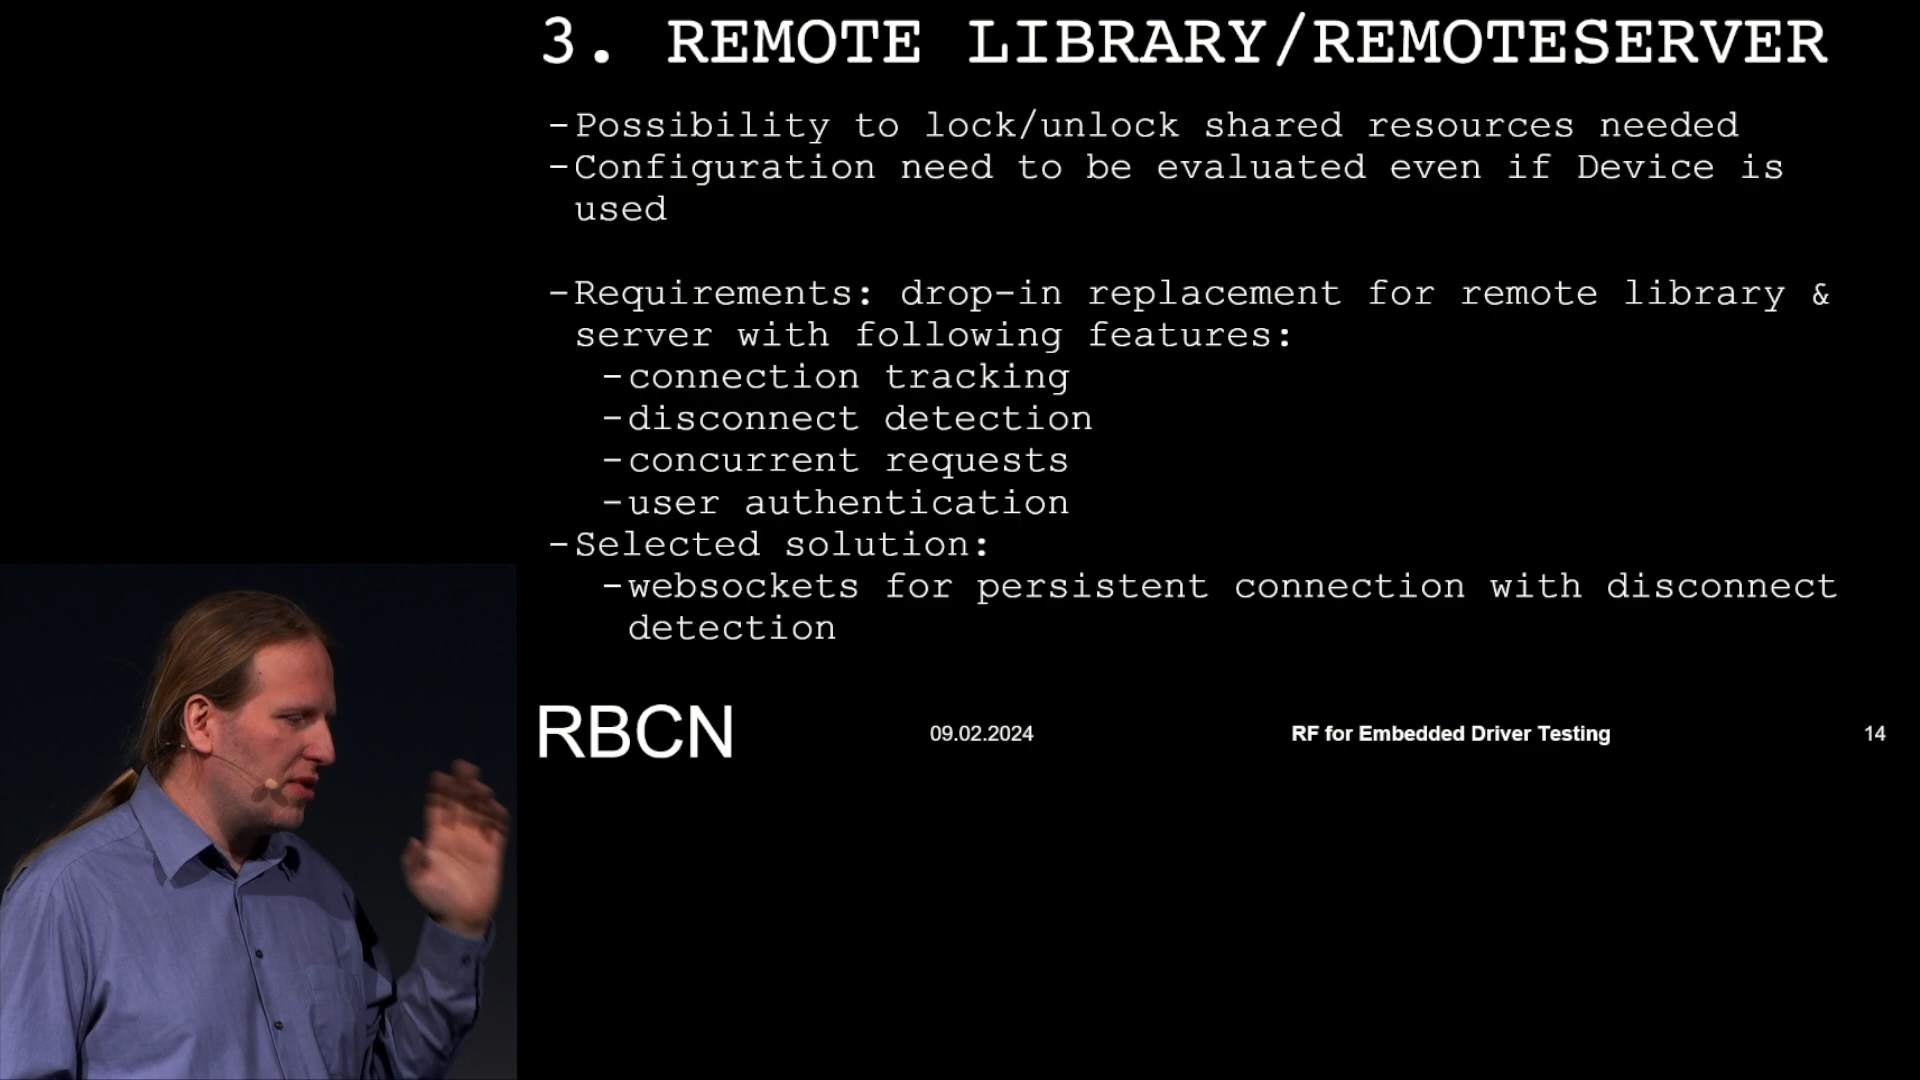 3. REMOTE LIBRARY/REMOTESERVER
-Possibility to lock/unlock shared resources needed
-Configuration need to be evaluated even if Device is
used
-Requirements: drop-in replacement for remote library &
server with following features:
-connection tracking
-disconnect detection
-concurrent requests
-user authentication
-Selected solution:
-websockets for persistent connection with disconnect
detection
RBCN
09.02.2024
RF for Embedded Driver Testing
14